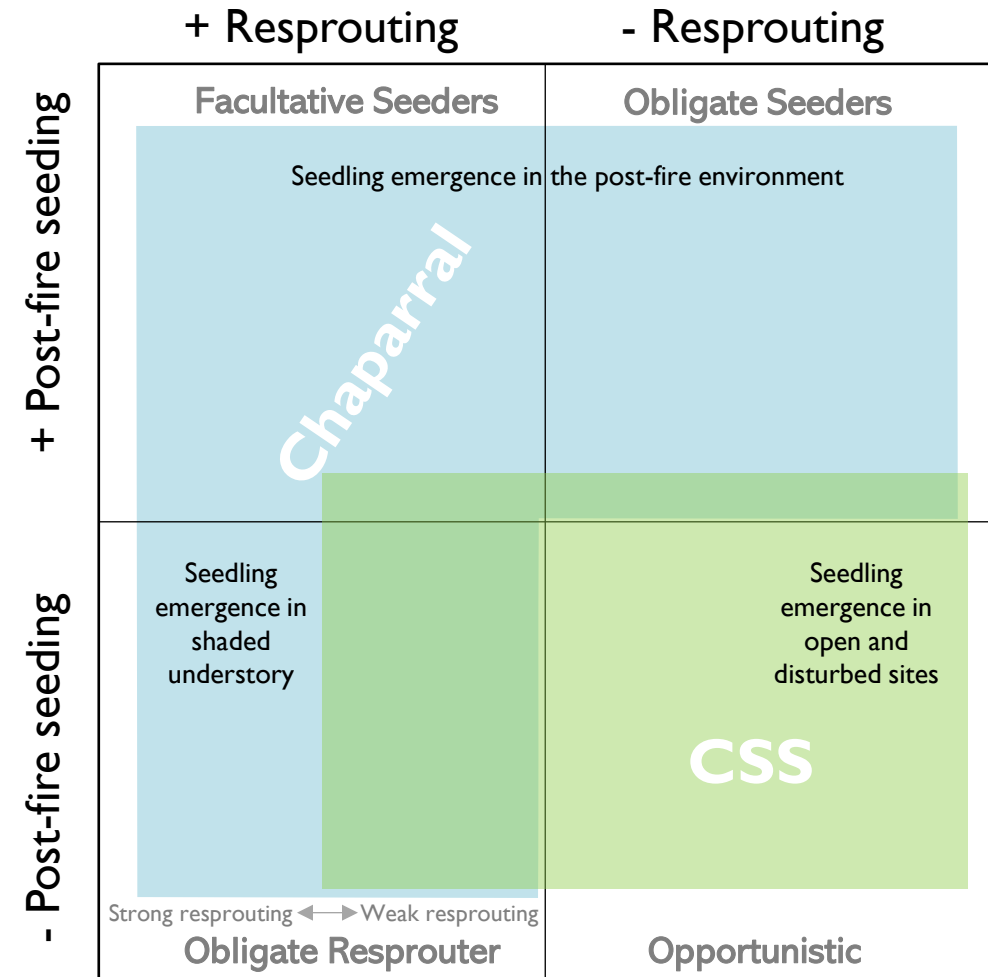 + Resprouting
- Resprouting
+ Post-fire seeding
Facultative Seeders
Obligate Seeders
Seedling emergence in the post-fire environment
Chaparral
- Post-fire seeding
Seedling
emergence in
shaded
understory
Seedling
emergence in
open and
disturbed sites
CSS
Strong resprouting
Weak resprouting
Obligate Resprouter
Opportunistic